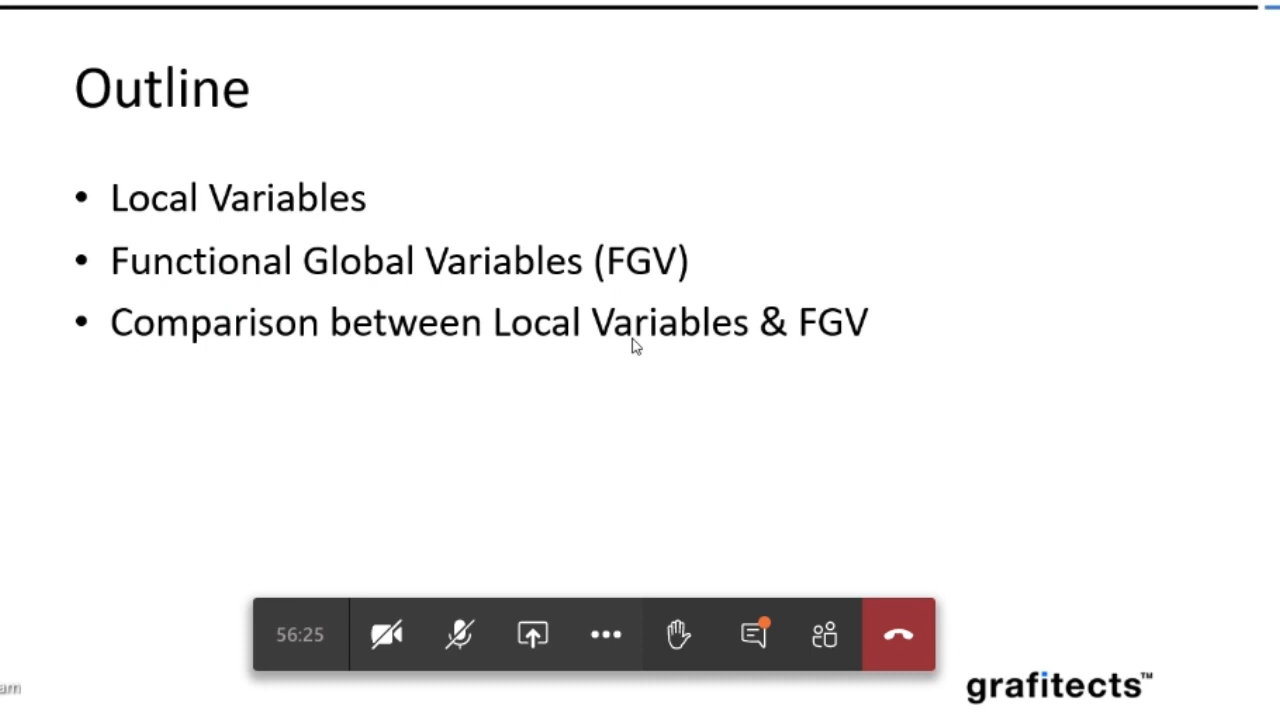 Outline
• Local Variables
• Functional Global Variables (FGV)
• Comparison between Local Variables & FGV
56:25
grafitects™